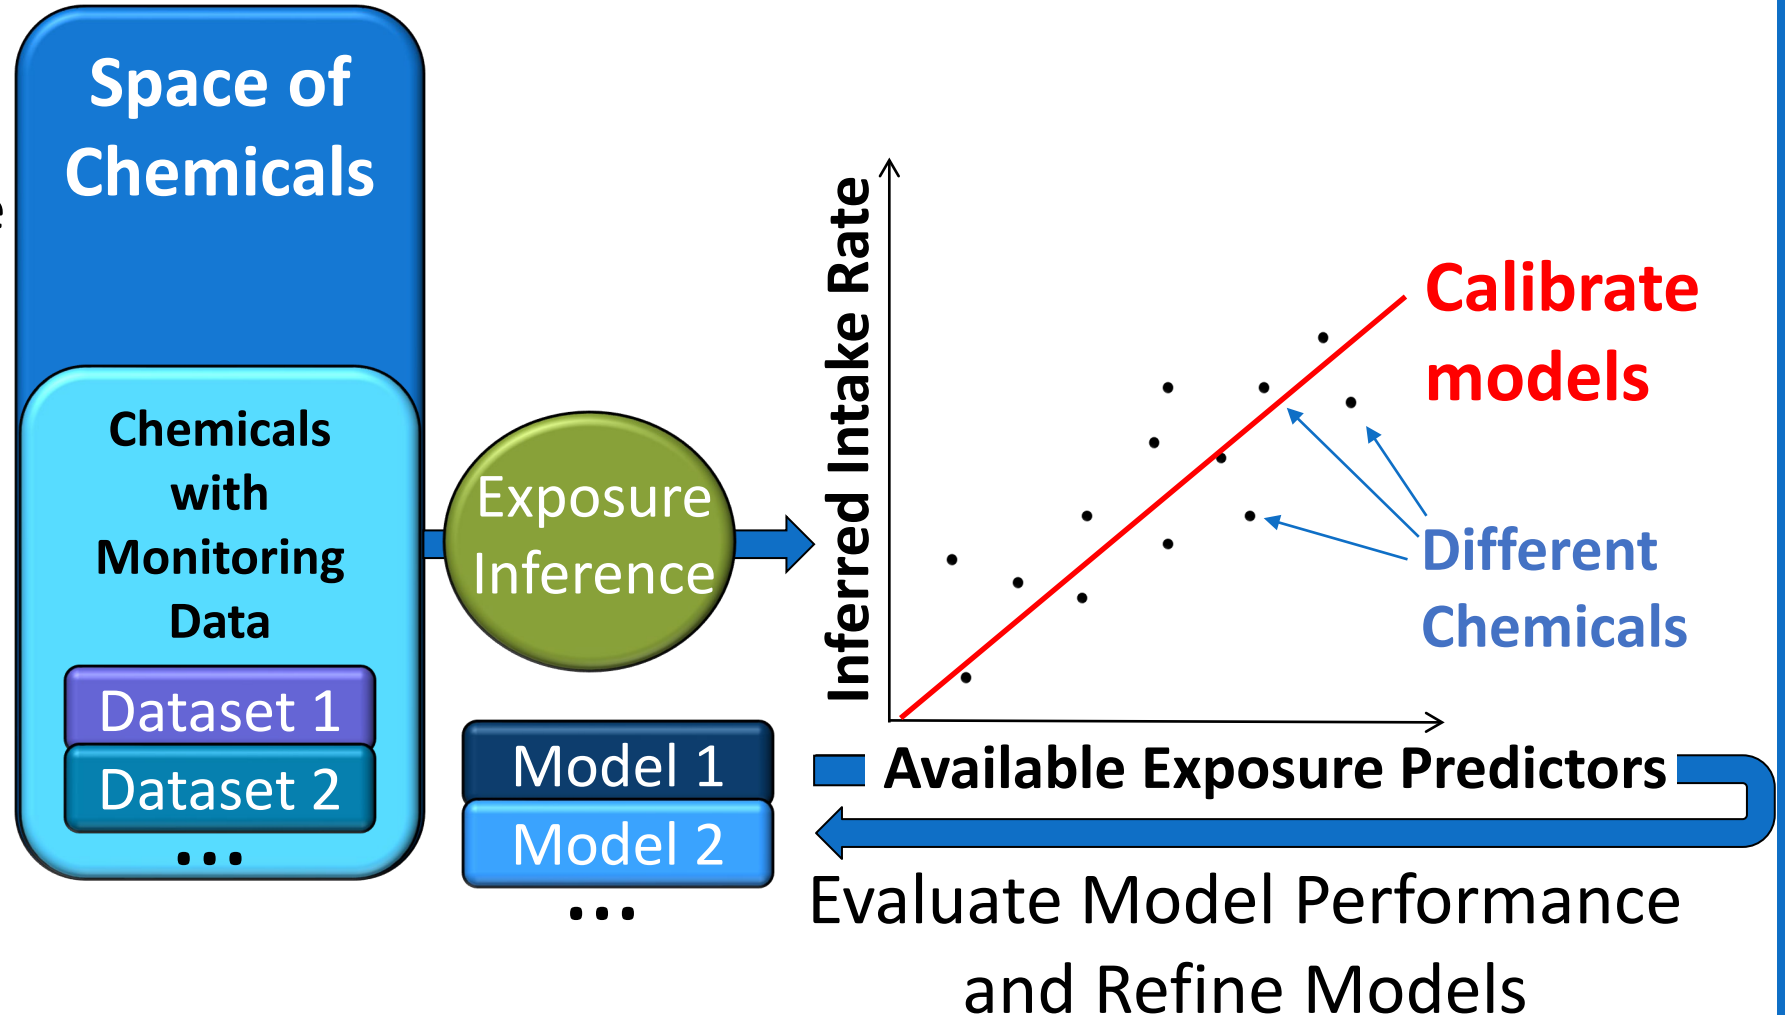 Space of
Chemicals
Chemicals
with
Monitoring
Data
Dataset 1
Dataset 2
...
Exposure
Inference
Model 1
Model 2
...
Inferred Intake Rate
Calibrate
models
Different
Chemicals
Available Exposure Predictors
Evaluate Model Performance
and Refine Models